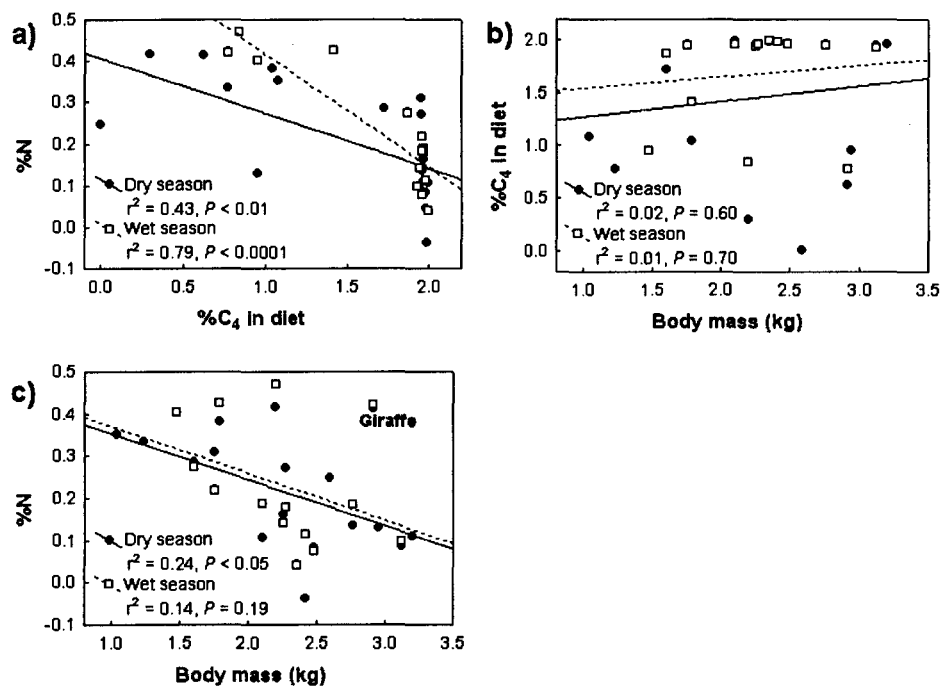 a)
0.5
0.4
0.3
0.2
0.1
0.0
-0.1
%N
Dry season
r² = 0.43, P < 0.01
Wet season
r² = 0.79, P < 0.0001
0.0 0.5 1.0 1.5 2.0
%C₄ in diet
b)
2.0
1.5
1.0
0.5
0.0
%C₄ in diet
Dry season
r² = 0.02, P = 0.60
Wet season
r² = 0.01, P = 0.70
1.0 1.5 2.0 2.5 3.0 3.5
Body mass (kg)
c)
0.5
0.4
0.3
0.2
0.1
0.0
-0.1
%N
Giraffe
Dry season
r² = 0.24, P < 0.05
Wet season
r² = 0.14, P = 0.19
1.0 1.5 2.0 2.5 3.0 3.5
Body mass (kg)